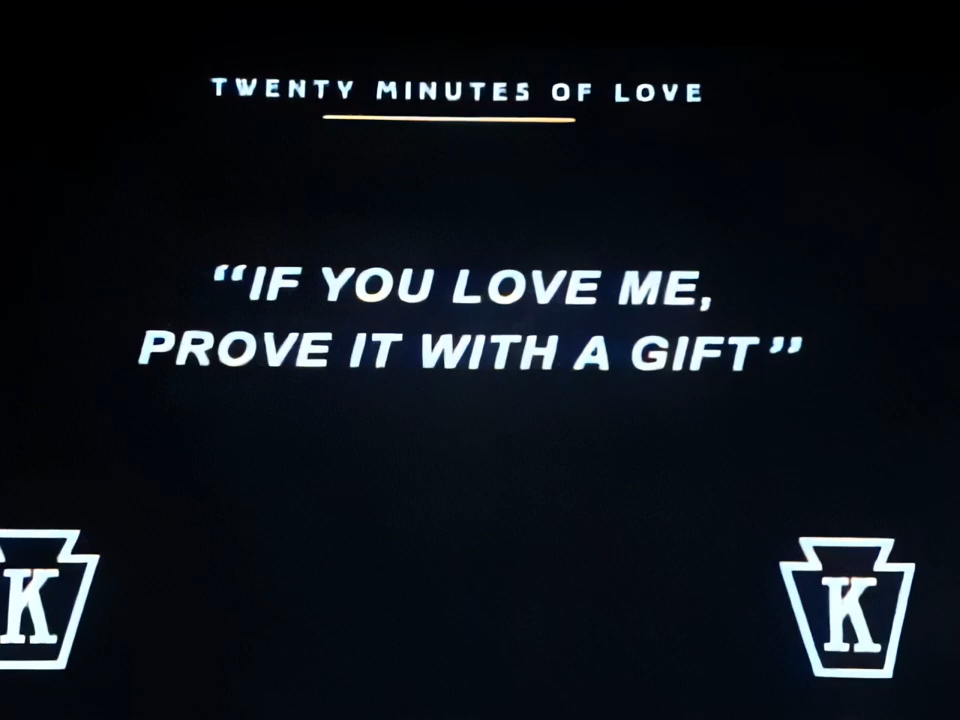 TWENTY MINUTES OF LOVE
“IF YOU LOVE ME,
PROVE IT WITH A GIFT”
K
K